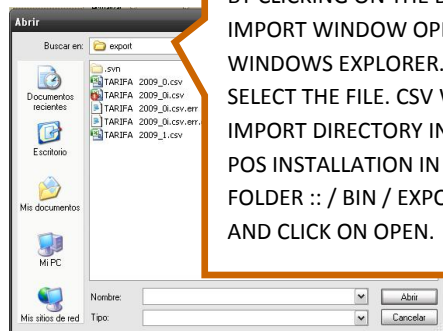 Abrir
Buscar en: export
.svn
TARIFA 2009_0.csv
TARIFA 2009_0i.csv
TARIFA 2009_0i.csv.err
TARIFA 2009_0i.csv.err.
TARIFA 2009_1.csv
Documentos
recientes
Escritorio
Mis documentos
Mi PC
Mis sitios de red
Nombre:
Tipo:
Abrir
Cancelar
IMPORT WINDOW OPE
WINDOWS EXPLORER.
SELECT THE FILE. CSV
IMPORT DIRECTORY IN
POS INSTALLATION IN
FOLDER :: / BIN / EXPO
AND CLICK ON OPEN.